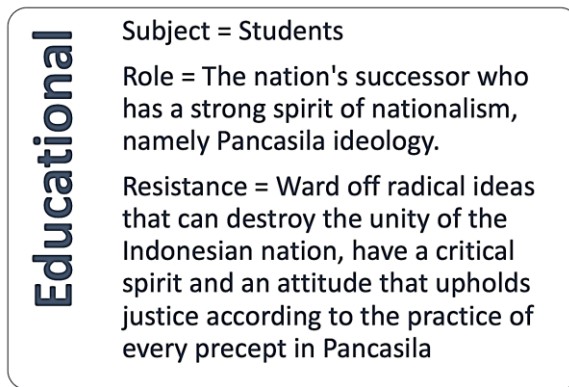 Educational
Subject = Students
Role = The nation's successor who
has a strong spirit of nationalism,
namely Pancasila ideology.
Resistance = Ward off radical ideas
that can destroy the unity of the
Indonesian nation, have a critical
spirit and an attitude that upholds
justice according to the practice of
every precept in Pancasila